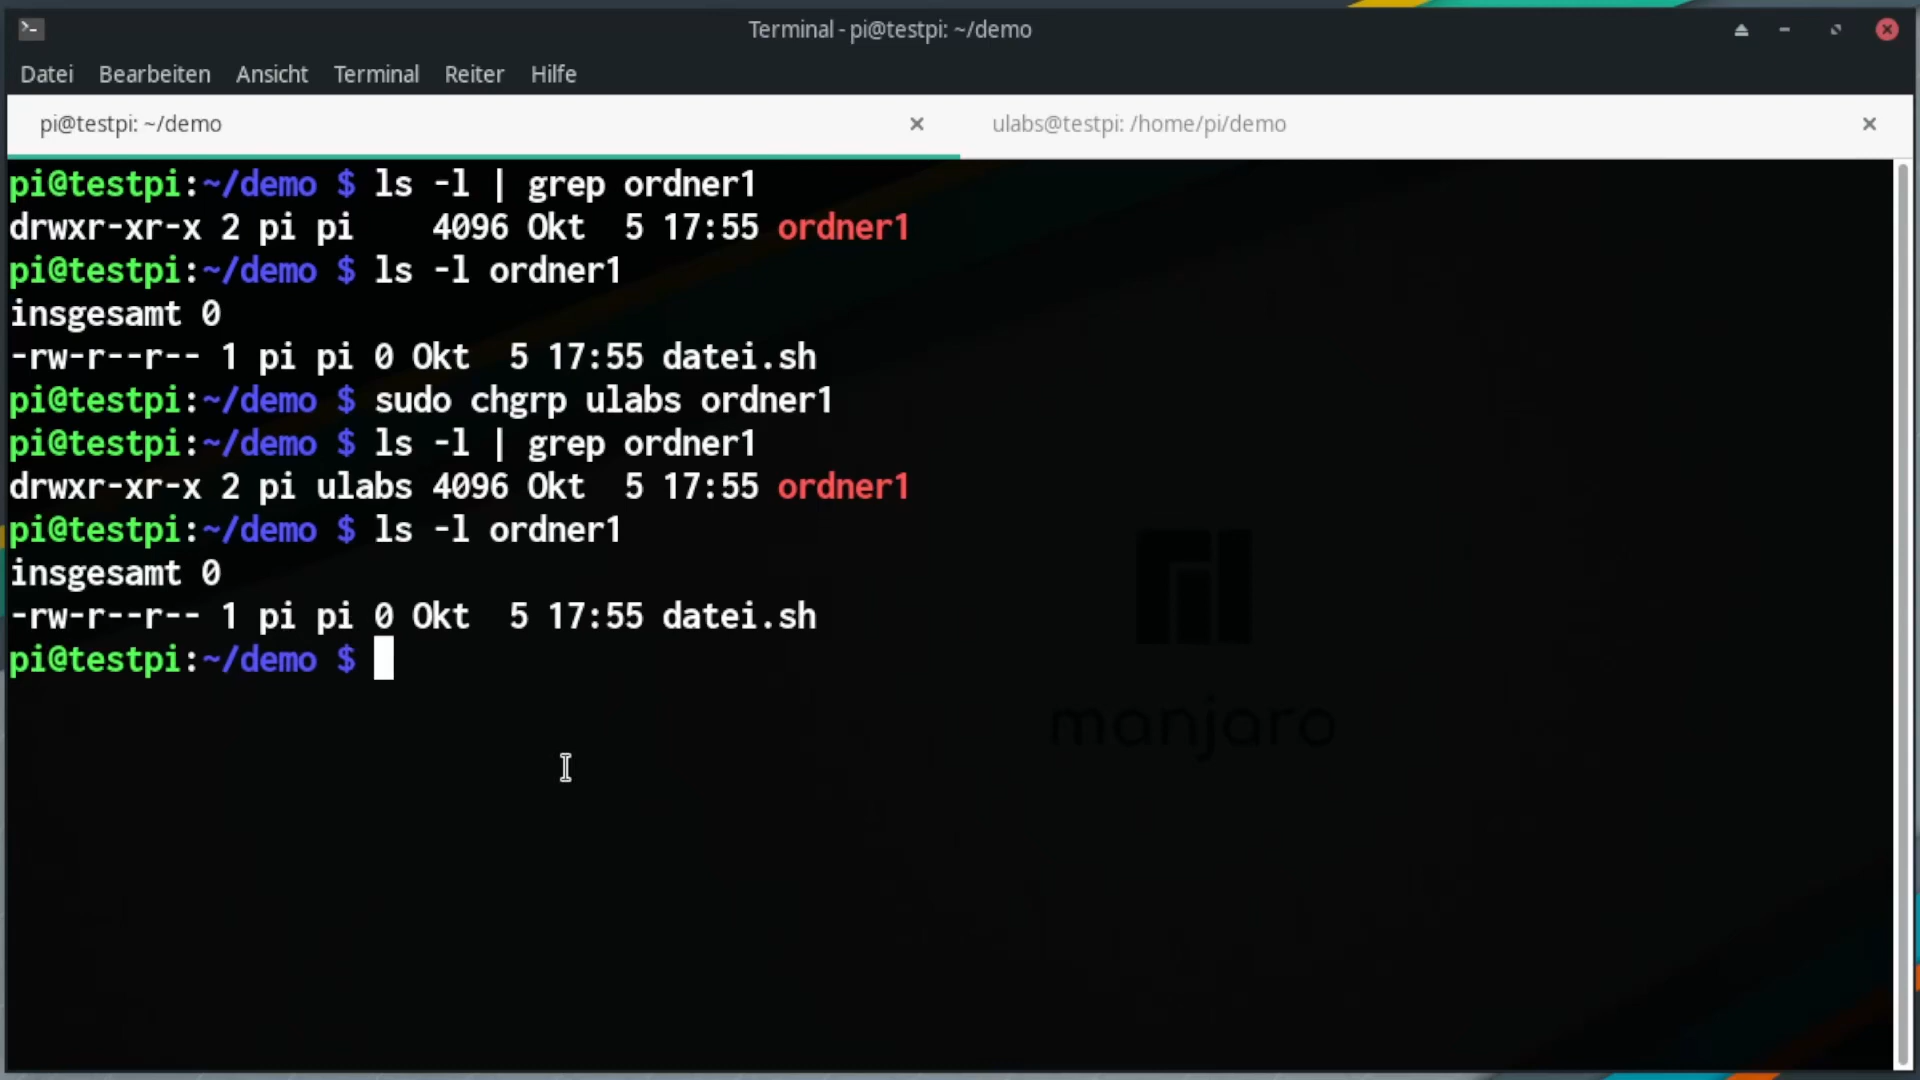 Terminal - pi@testpi: ~/demo
Datei Bearbeiten Ansicht Terminal Reiter Hilfe
pi@testpi: ~/demo
ulabs@testpi: /home/pi/demo
pi@testpi:~/demo $ ls -l | grep ordner1
drwxr-xr-x 2 pi pi    4096 Okt  5 17:55 ordner1
pi@testpi:~/demo $ ls -l ordner1
insgesamt 0
-rw-r--r-- 1 pi pi 0 Okt  5 17:55 datei.sh
pi@testpi:~/demo $ sudo chgrp ulabs ordner1
pi@testpi:~/demo $ ls -l | grep ordner1
drwxr-xr-x 2 pi ulabs 4096 Okt  5 17:55 ordner1
pi@testpi:~/demo $ ls -l ordner1
insgesamt 0
-rw-r--r-- 1 pi pi 0 Okt  5 17:55 datei.sh
pi@testpi:~/demo $
manjaro